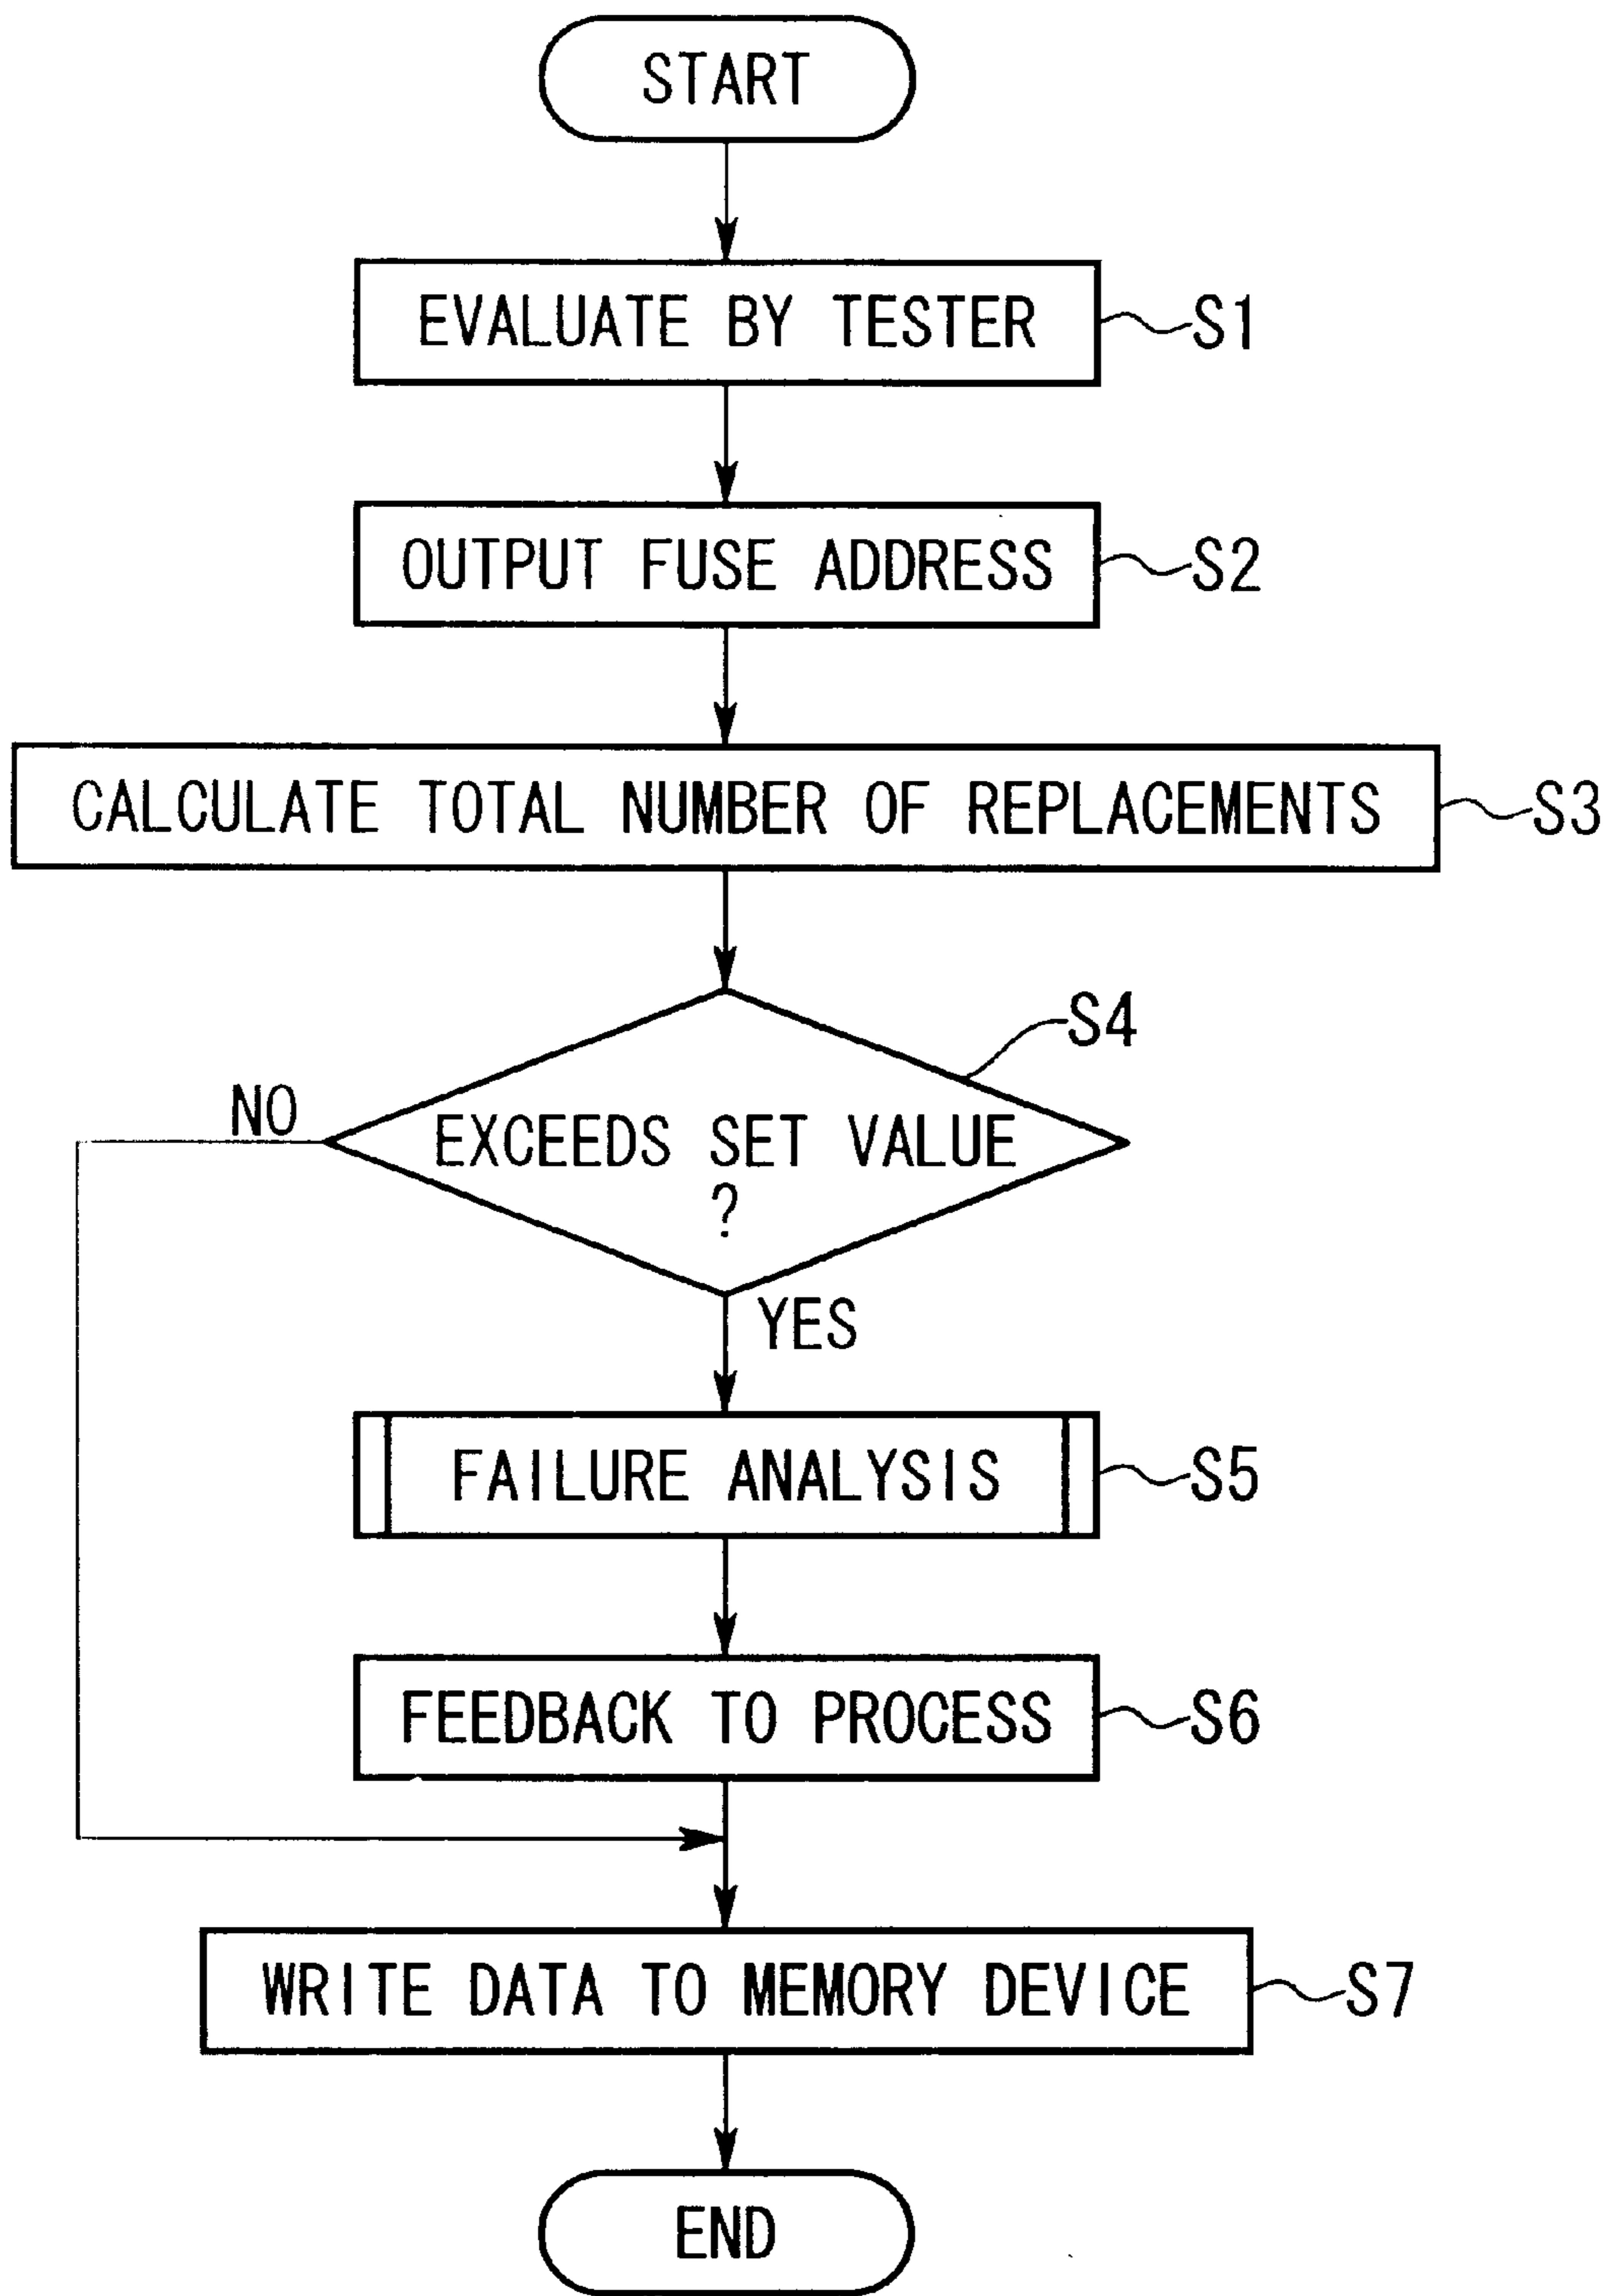 START
EVALUATE BY TESTER
S1
OUTPUT FUSE ADDRESS
S2
CALCULATE TOTAL NUMBER OF REPLACEMENTS
S3
S4
NO
EXCEEDS SET VALUE
?
YES
FAILURE ANALYSIS
S5
FEEDBACK TO PROCESS
S6
WRITE DATA TO MEMORY DEVICE
S7
END